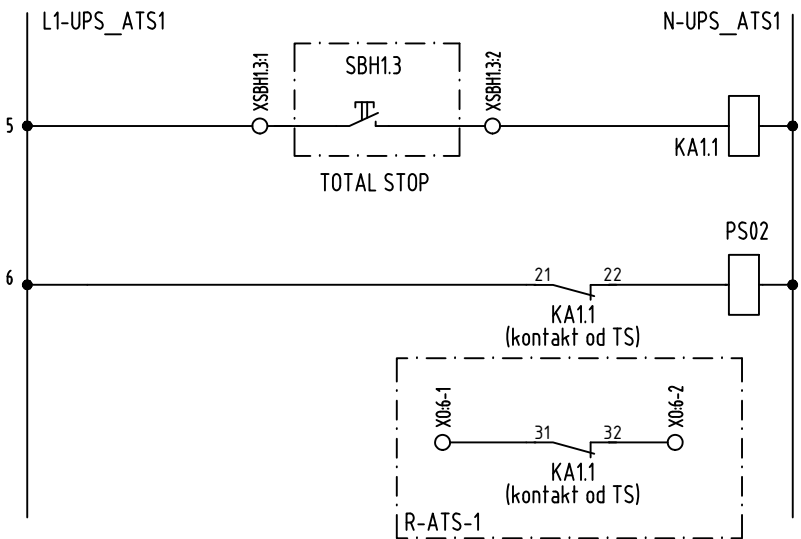 L1-UPS_ATS1
N-UPS_ATS1
XSBH1.3:1
SBH1.3
XSBH1.3:2
5
KA1.1
TOTAL STOP
PS02
6
21 22
KA1.1
(kontakt od TS)
X0:6-1
X0:6-2
31 32
KA1.1
(kontakt od TS)
R-ATS-1